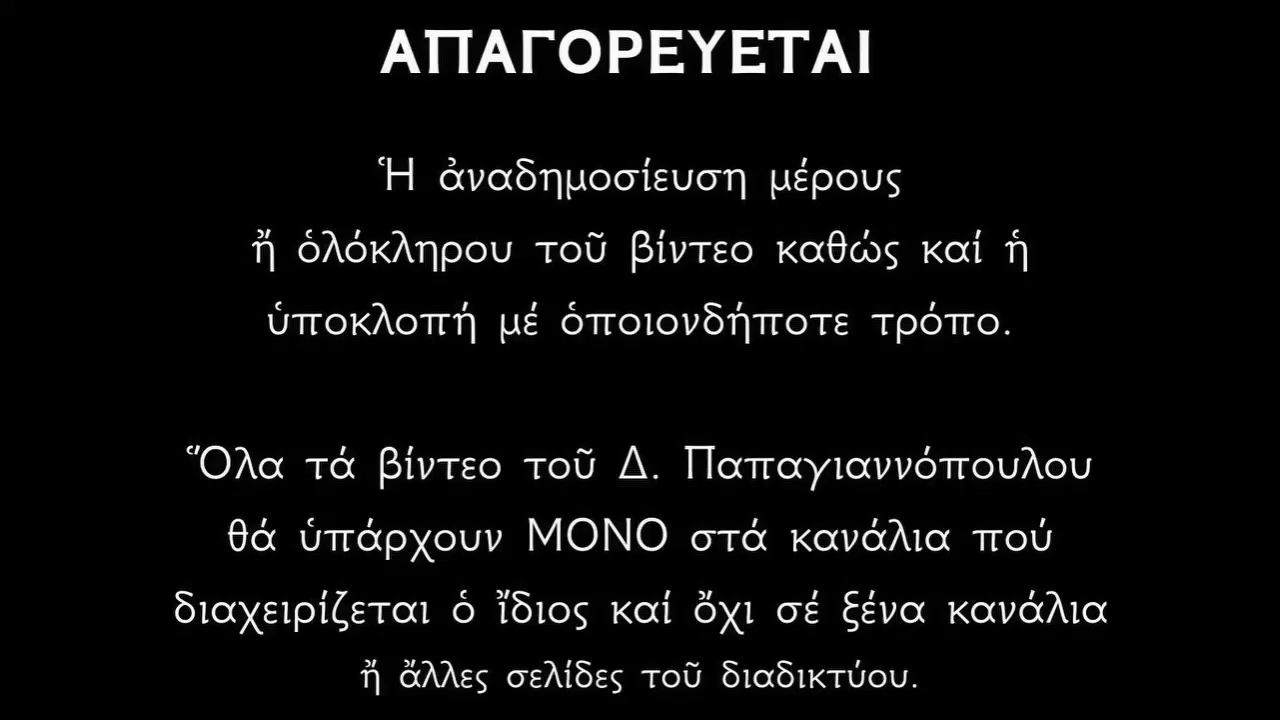 ΑΠΑΓΟΡΕΥΕΤΑΙ
Ἡ ἀναδημοσίευση μέρους
ἤ ὁλόκληρου τοῦ βίντεο καθώς καί ἡ
ὑποκλοπή μέ ὁποιονδήποτε τρόπο.
Ὅλα τά βίντεο τοῦ Δ. Παπαγιαννόπουλου
θά ὑπάρχουν ΜΟΝΟ στά κανάλια πού
διαχειρίζεται ὁ ἴδιος καί ὄχι σέ ξένα κανάλια
ἤ ἄλλες σελίδες τοῦ διαδικτύου.